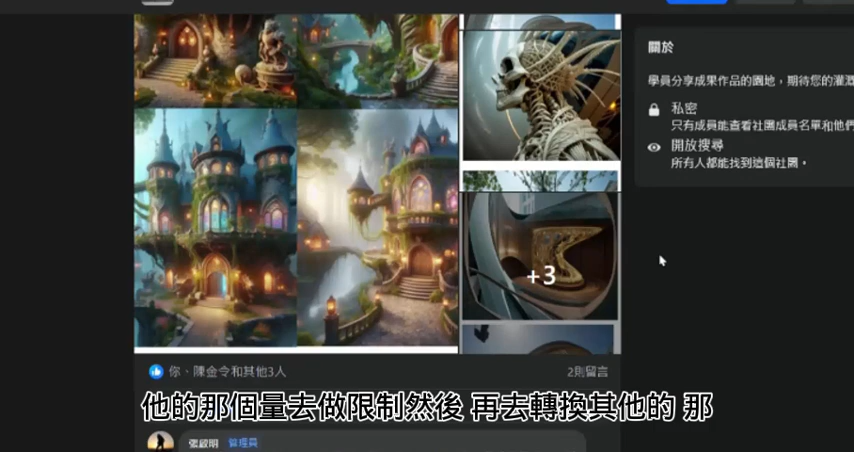 關於
學員分享成果作品的園地，期待您的灌溉
私密
只有成員能查看社團成員名單和他們
開放搜尋
所有人都能找到這個社團。
+3
你、陳金令和其他3人
2則留言
他的那個量去做限制然後 再去轉換其他的 那
張啟明 管理員